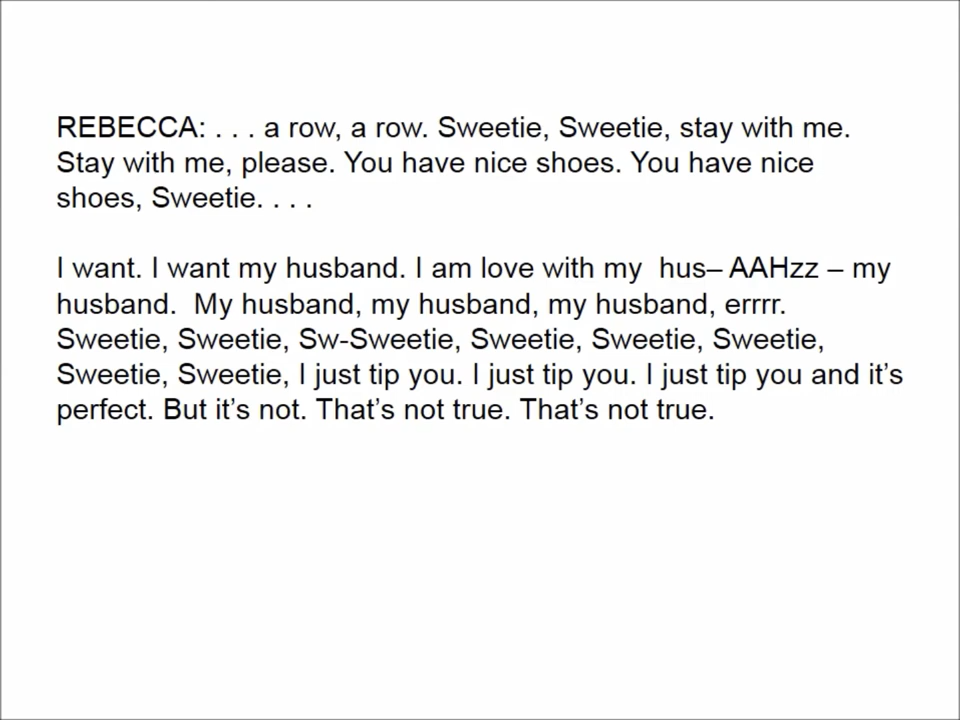 REBECCA: . . . a row, a row. Sweetie, Sweetie, stay with me.
Stay with me, please. You have nice shoes. You have nice
shoes, Sweetie. . . .
I want. I want my husband. I am love with my  hus– AAHzz – my
husband.  My husband, my husband, my husband, errrr.
Sweetie, Sweetie, Sw-Sweetie, Sweetie, Sweetie, Sweetie,
Sweetie, Sweetie, I just tip you. I just tip you. I just tip you and it’s
perfect. But it’s not. That’s not true. That’s not true.